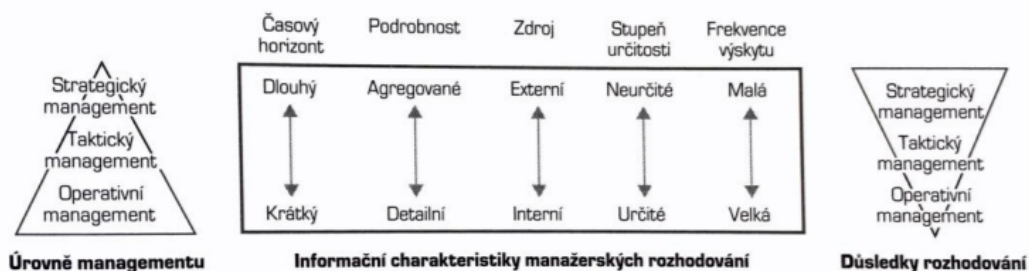 Časový
horizont
Podrobnost
Zdroj
Stupeň
určitosti
Frekvence
výskytu
Strategický
management
Taktický
management
Operativní
management
Dlouhý
Agregované
Externí
Neurčité
Malá
Krátký
Detailní
Interní
Určité
Velká
Strategický
management
Taktický
management
Operativní
management
Úrovně managementu
Informační charakteristiky manažerských rozhodování
Důsledky rozhodování